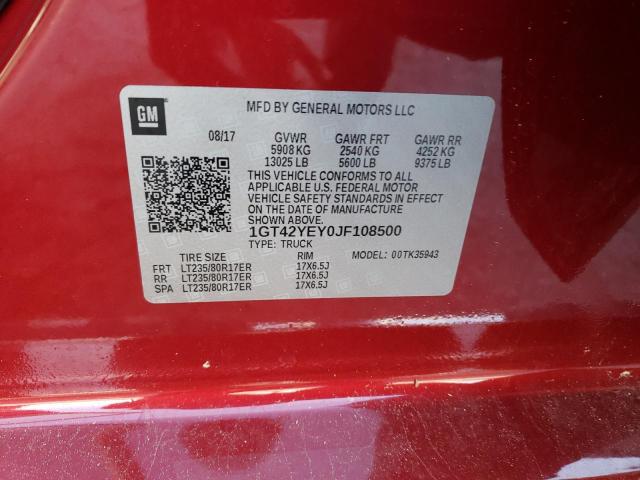 GM
MFD BY GENERAL MOTORS LLC
08/17 GVWR GAWR FRT GAWR RR
5908 KG 2540 KG 4252 KG
13025 LB 5600 LB 9375 LB
THIS VEHICLE CONFORMS TO ALL
APPLICABLE U.S. FEDERAL MOTOR
VEHICLE SAFETY STANDARDS IN EFFECT
ON THE DATE OF MANUFACTURE
SHOWN ABOVE.
1GT42YEY0JF108500
TYPE: TRUCK MODEL: 00TK35943
TIRE SIZE RIM
FRT LT235/80R17ER 17X6.5J
RR LT235/80R17ER 17X6.5J
SPA LT235/80R17ER 17X6.5J